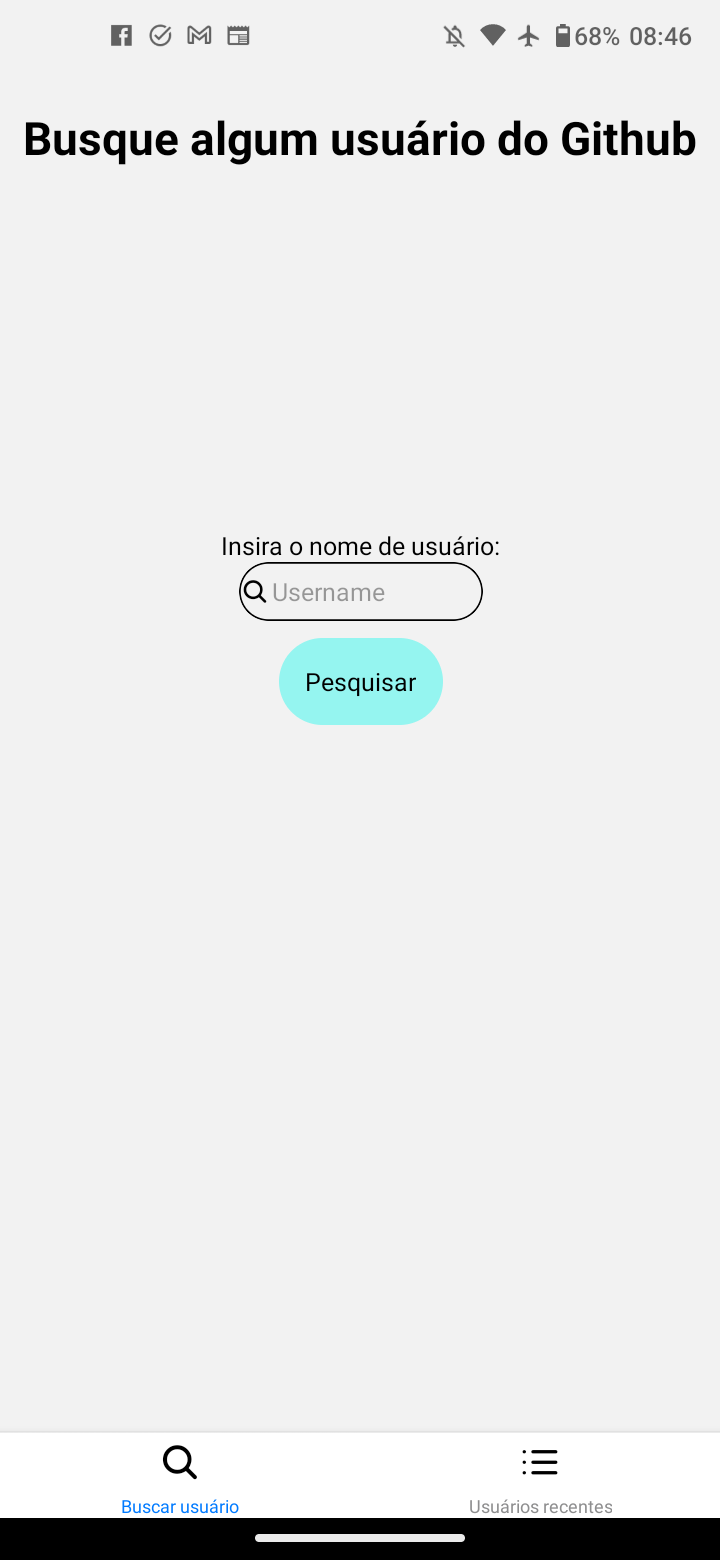 68% 08:46
Busque algum usuário do Github
Insira o nome de usuário:
Username
Pesquisar
Buscar usuário
Usuários recentes